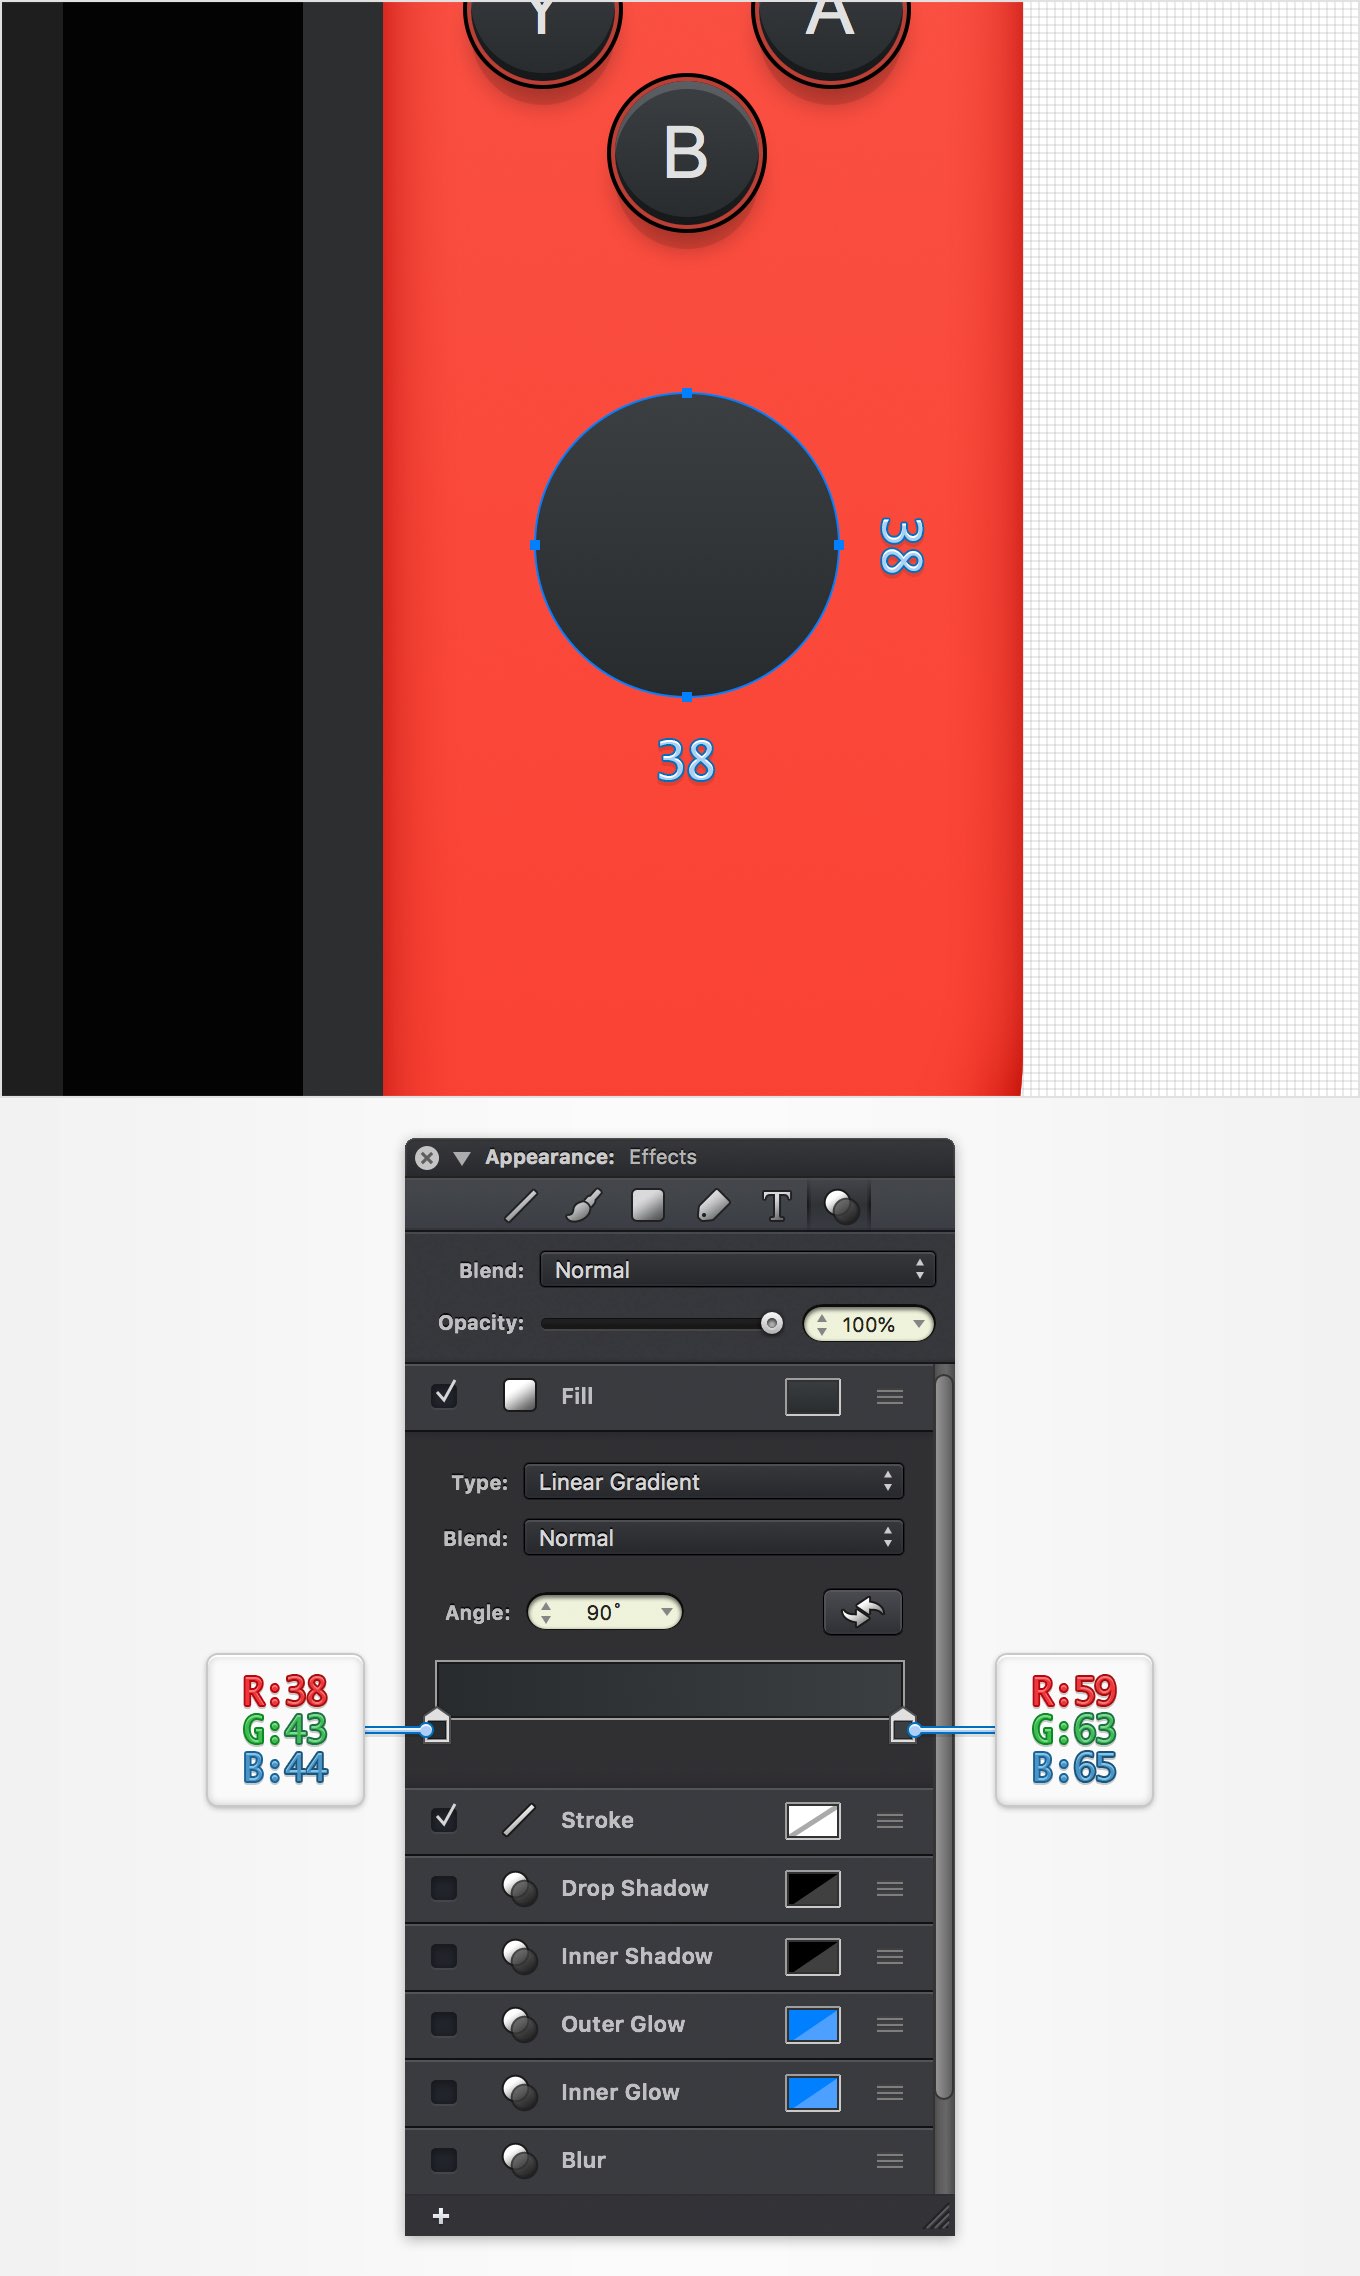 Y
A
B
38
38
Appearance: Effects
T
Blend: Normal
Opacity: 100%
Fill
Type: Linear Gradient
Blend: Normal
Angle: 90°
R:38
G:43
B:44
R:59
G:63
B:65
Stroke
Drop Shadow
Inner Shadow
Outer Glow
Inner Glow
Blur
+